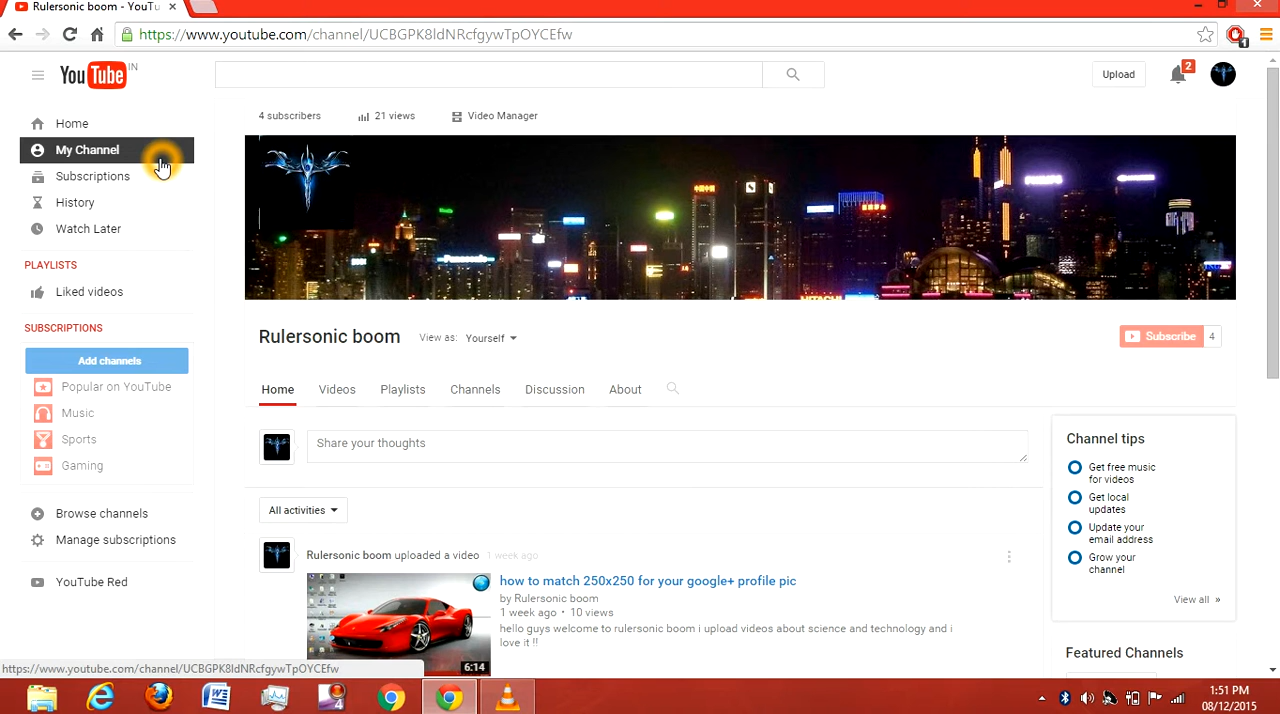 Rulersonic boom - YouTu
https://www.youtube.com/channel/UCBGPK8ldNRcfgywTpOYCEfw
1
YouTube IN
Upload
2
4 subscribers
21 views
Video Manager
Home
My Channel
Subscriptions
History
Watch Later
PLAYLISTS
Liked videos
SUBSCRIPTIONS
Add channels
Popular on YouTube
Music
Sports
Gaming
Browse channels
Manage subscriptions
YouTube Red
Panasonic
PHILIPS
HITACHI
Rulersonic boom
View as: Yourself
Subscribe 4
Home Videos Playlists Channels Discussion About
Share your thoughts
All activities
Rulersonic boom uploaded a video 1 week ago
how to match 250x250 for your google+ profile pic
by Rulersonic boom
1 week ago • 10 views
hello guys welcome to rulersonic boom i upload videos about science and technology and i
love it !!
6:14
Channel tips
Get free music
for videos
Get local
updates
Update your
email address
Grow your
channel
View all »
Featured Channels
https://www.youtube.com/channel/UCBGPK8ldNRcfgywTpOYCEfw
4
1:51 PM
08/12/2015